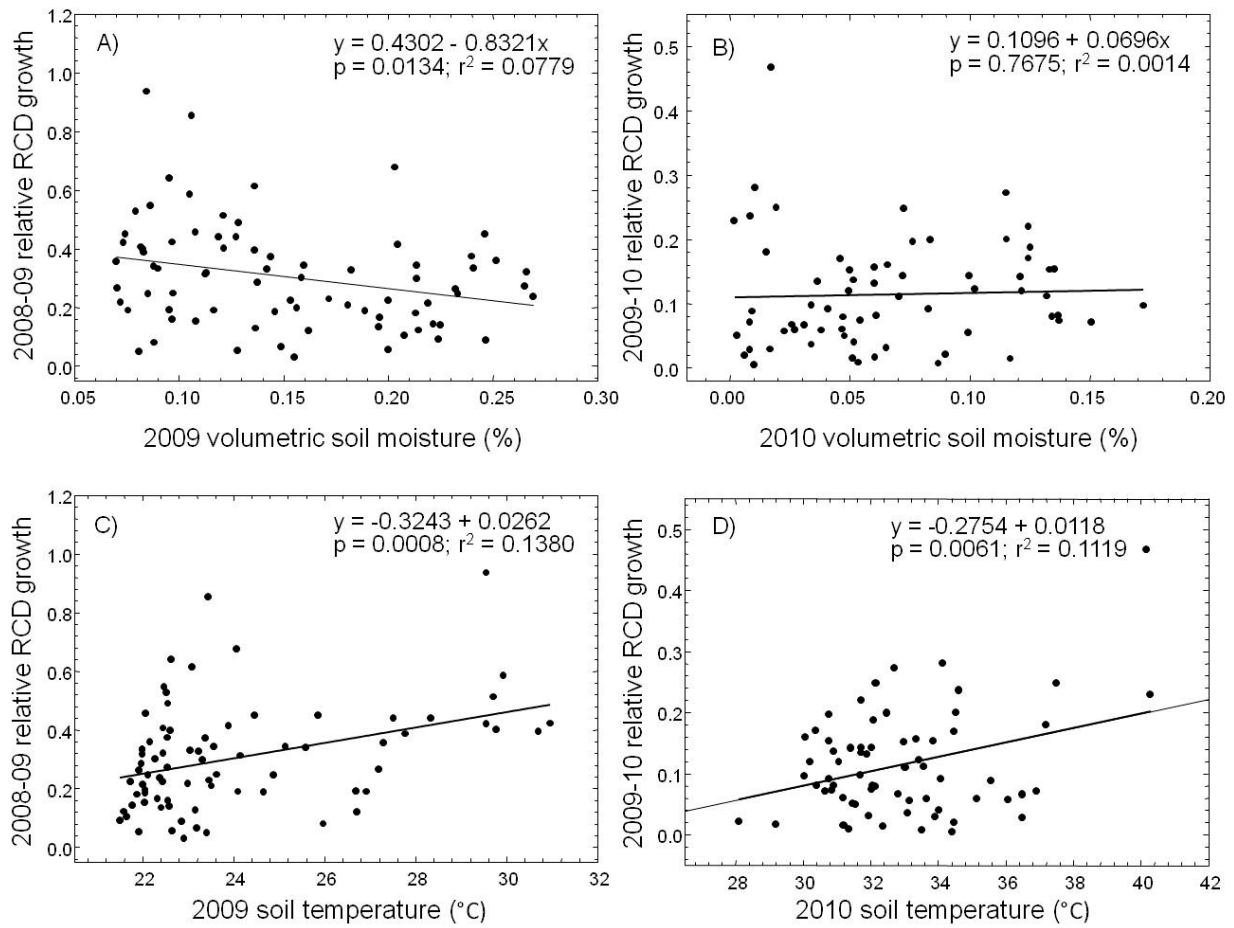 A)
y = 0.4302 - 0.8321x
p = 0.0134; r² = 0.0779
2008-09 relative RCD growth
1.2
1.0
0.8
0.6
0.4
0.2
0.0
0.05 0.10 0.15 0.20 0.25 0.30
2009 volumetric soil moisture (%)
B)
y = 0.1096 + 0.0696x
p = 0.7675; r² = 0.0014
2009-10 relative RCD growth
0.5
0.4
0.3
0.2
0.1
0.0
0.00 0.05 0.10 0.15 0.20
2010 volumetric soil moisture (%)
C)
y = -0.3243 + 0.0262
p = 0.0008; r² = 0.1380
2008-09 relative RCD growth
1.2
1.0
0.8
0.6
0.4
0.2
0.0
22 24 26 28 30 32
2009 soil temperature (°C)
D)
y = -0.2754 + 0.0118
p = 0.0061; r² = 0.1119
2009-10 relative RCD growth
0.5
0.4
0.3
0.2
0.1
0.0
28 30 32 34 36 38 40 42
2010 soil temperature (°C)